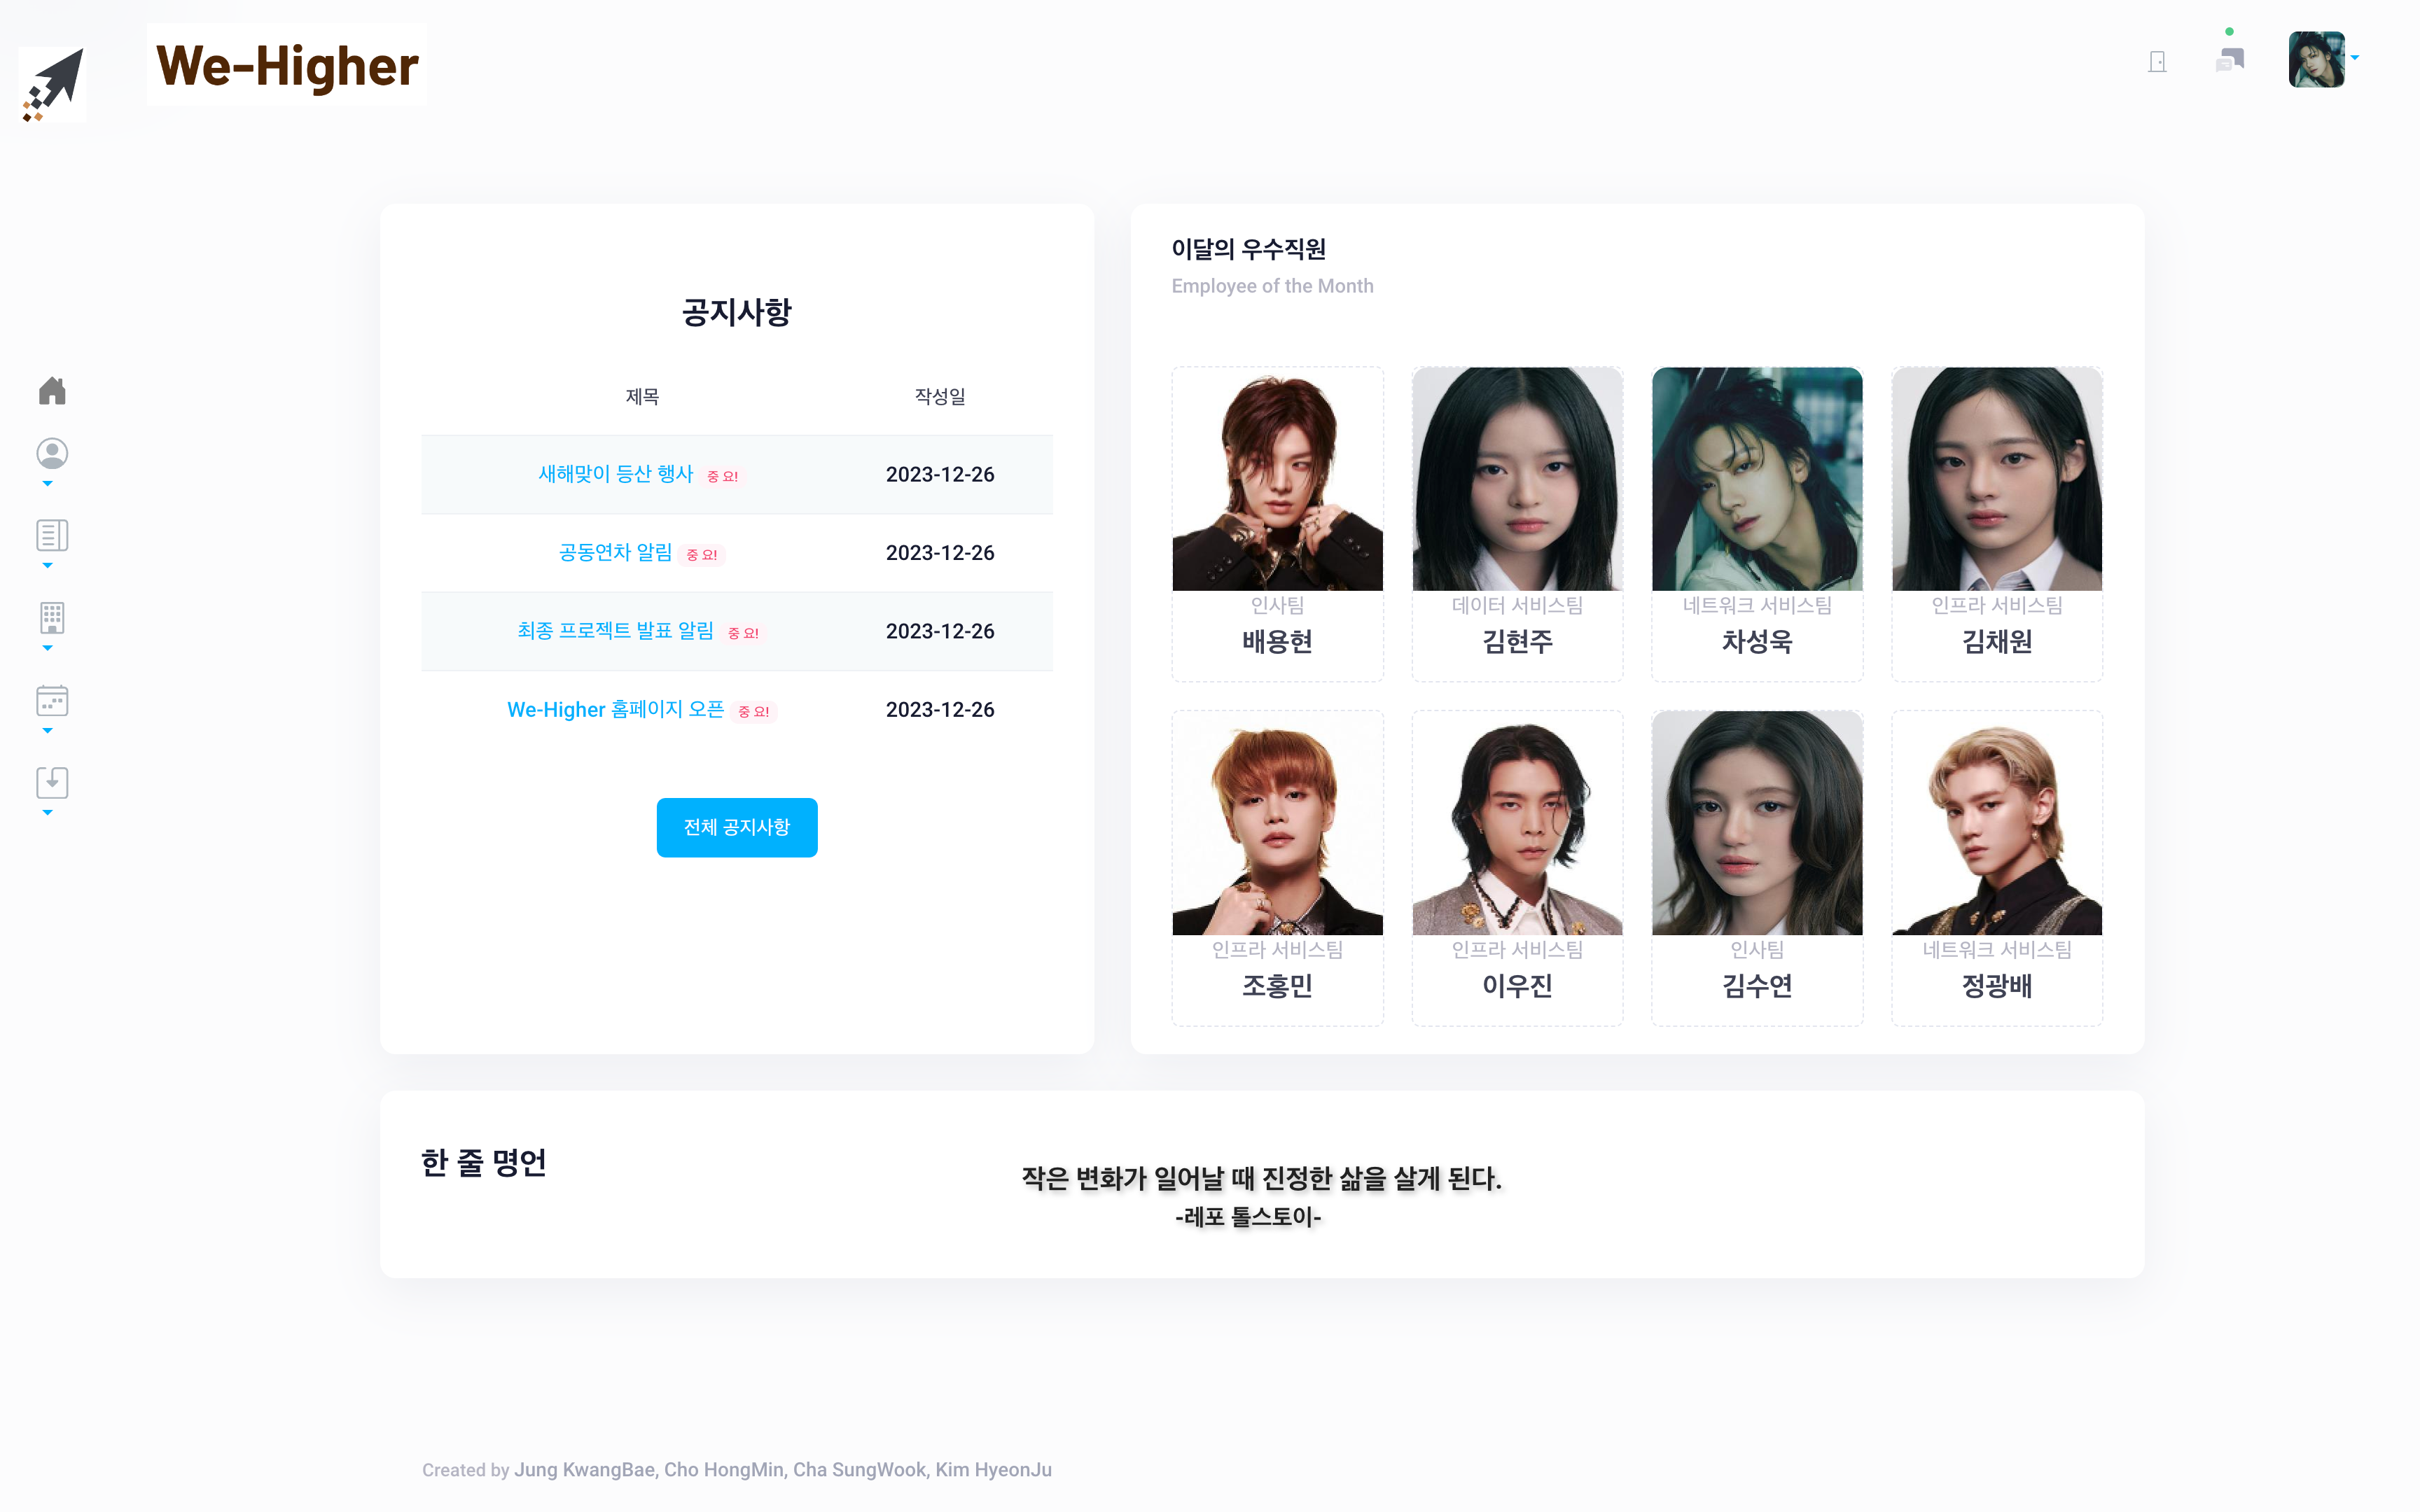 We-Higher
공지사항
제목 작성일
새해맞이 등산 행사 중 요! 2023-12-26
공동연차 알림 중 요! 2023-12-26
최종 프로젝트 발표 알림 중 요! 2023-12-26
We-Higher 홈페이지 오픈 중 요! 2023-12-26
전체 공지사항
이달의 우수직원
Employee of the Month
인사팀
배용현
데이터 서비스팀
김현주
네트워크 서비스팀
차성욱
인프라 서비스팀
김채원
인프라 서비스팀
조홍민
인프라 서비스팀
이우진
인사팀
김수연
네트워크 서비스팀
정광배
한 줄 명언
작은 변화가 일어날 때 진정한 삶을 살게 된다.
-레포 톨스토이-
Created by Jung KwangBae, Cho HongMin, Cha SungWook, Kim HyeonJu